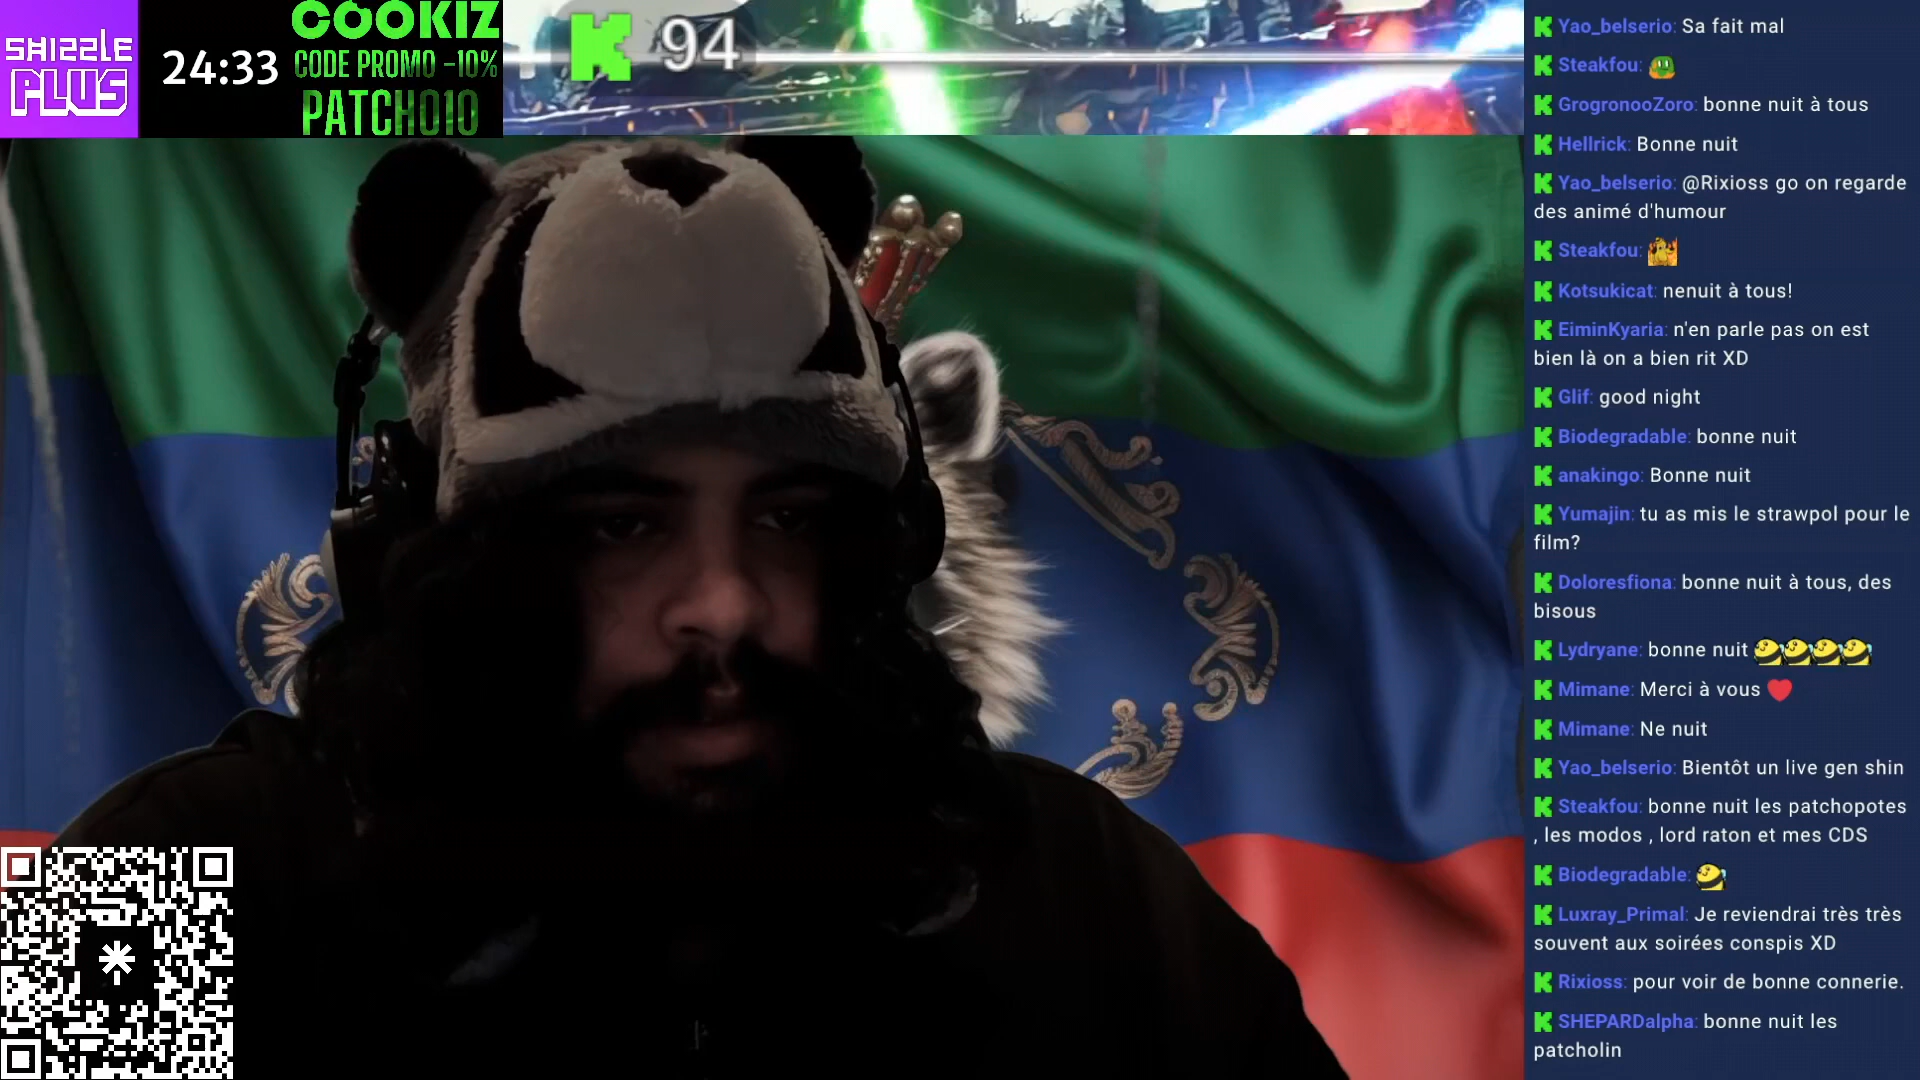 SHIZZLE
PLUS
24:33
COOKIZ
CODE PROMO -10%
PATCHO10
94
Yao_belserio: Sa fait mal
Steakfou:
GrogronooZoro: bonne nuit à tous
Hellrick: Bonne nuit
Yao_belserio: @Rixioss go on regarde
des animé d'humour
Steakfou:
Kotsukicat: nenuit à tous!
EiminKyaria: n'en parle pas on est
bien là on a bien rit XD
Glif: good night
Biodegradable: bonne nuit
anakingo: Bonne nuit
Yumajin: tu as mis le strawpol pour le
film?
Doloresfiona: bonne nuit à tous, des
bisous
Lydryane: bonne nuit
Mimane: Merci à vous
Mimane: Ne nuit
Yao_belserio: Bientôt un live gen shin
Steakfou: bonne nuit les patchopotes
, les modos , lord raton et mes CDS
Biodegradable:
Luxray_Primal: Je reviendrai très très
souvent aux soirées conspis XD
Rixioss: pour voir de bonne connerie.
SHEPARDalpha: bonne nuit les
patcholin